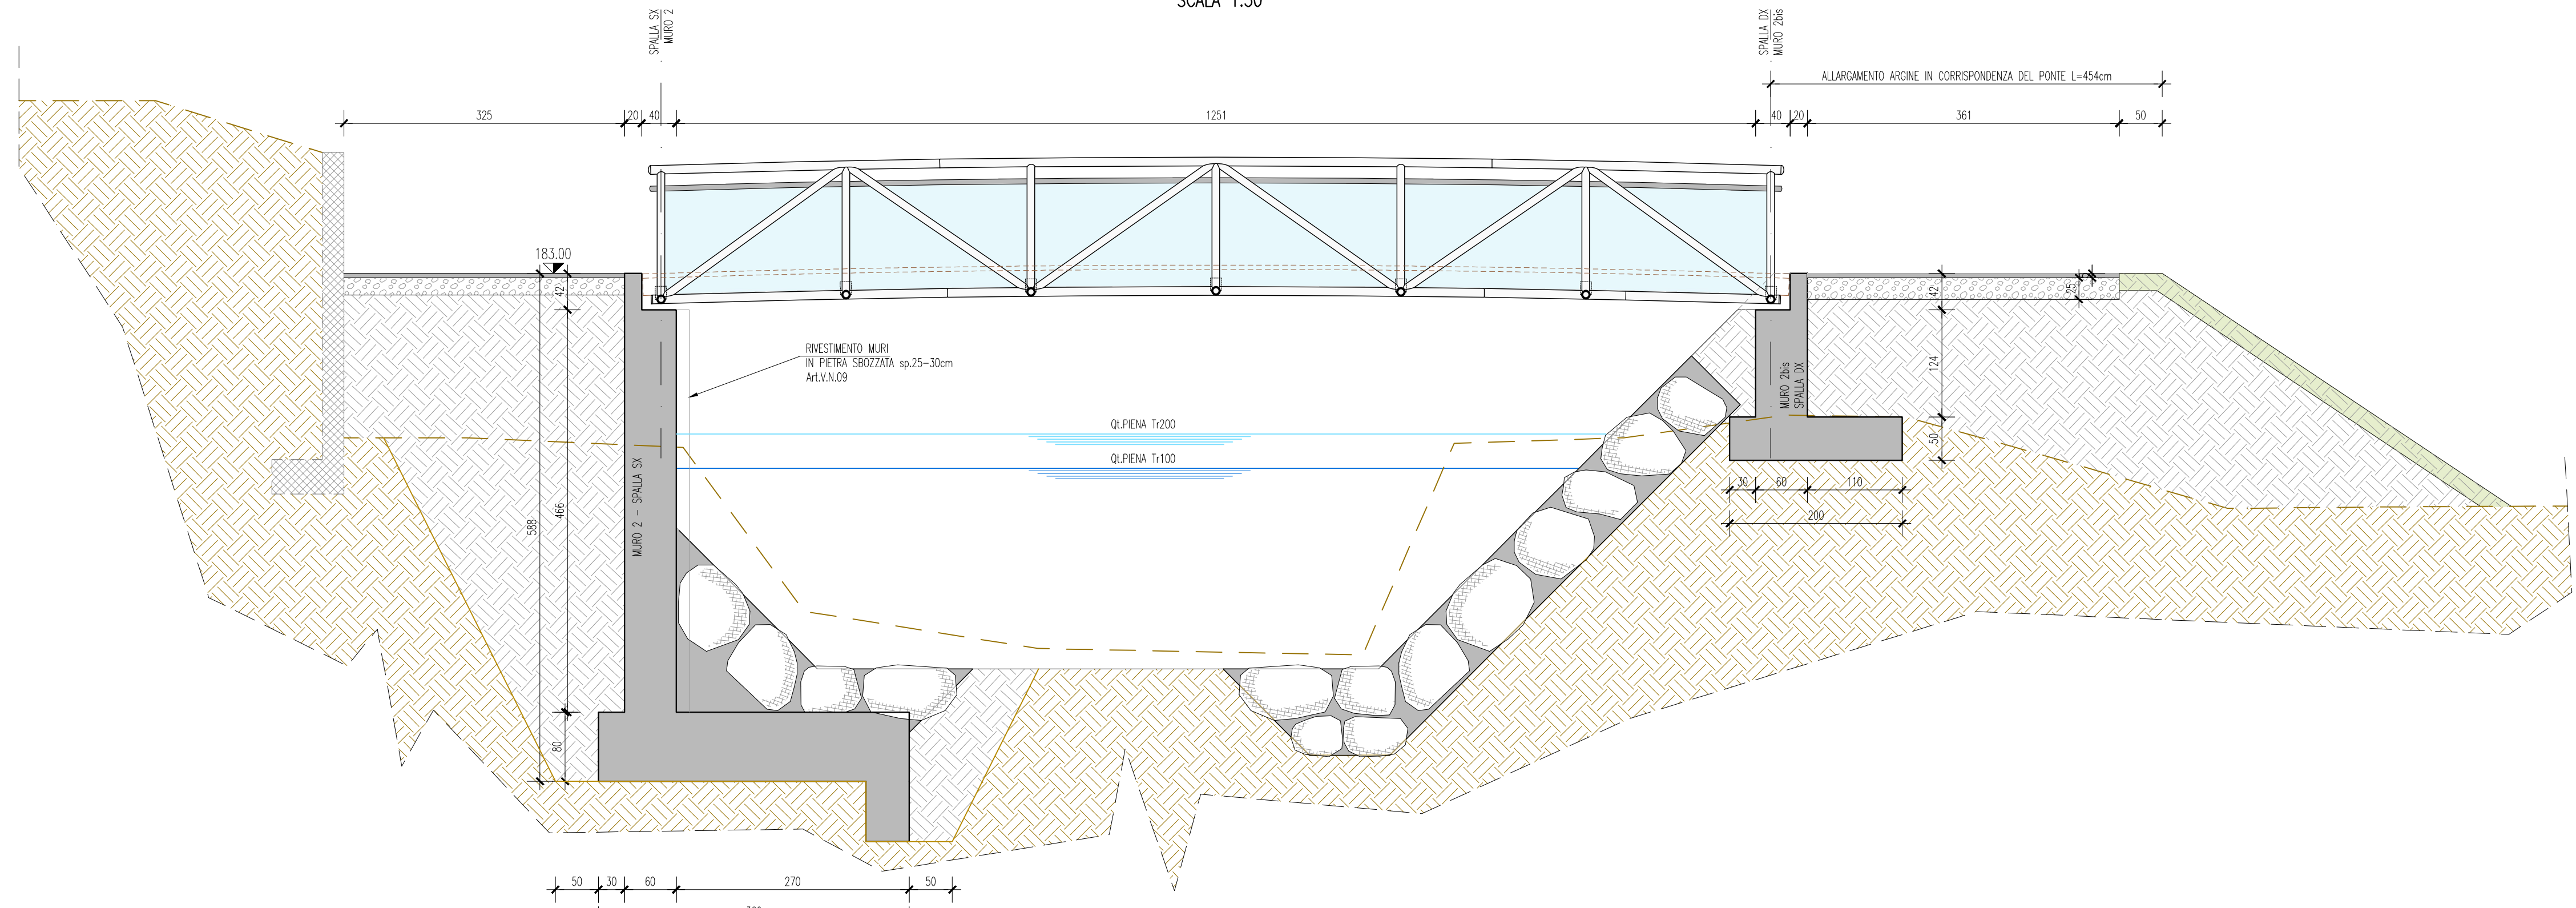 SPALLA SX
MURO 2
SPALLA DX
MURO 2bis
ALLARGAMENTO ARGINE IN CORRISPONDENZA DEL PONTE L=454cm
325
20
40
1251
40
20
361
50
183.00
42
42
25
RIVESTIMENTO MURI
IN PIETRA SBOZZATA sp.25-30cm
Art.V.N.09
124
MURO 2bis
SPALLA DX
Qt.PIENA Tr200
50
Qt.PIENA Tr100
30
60
110
200
588
466
MURO 2 - SPALLA SX
80
50
30
60
270
50